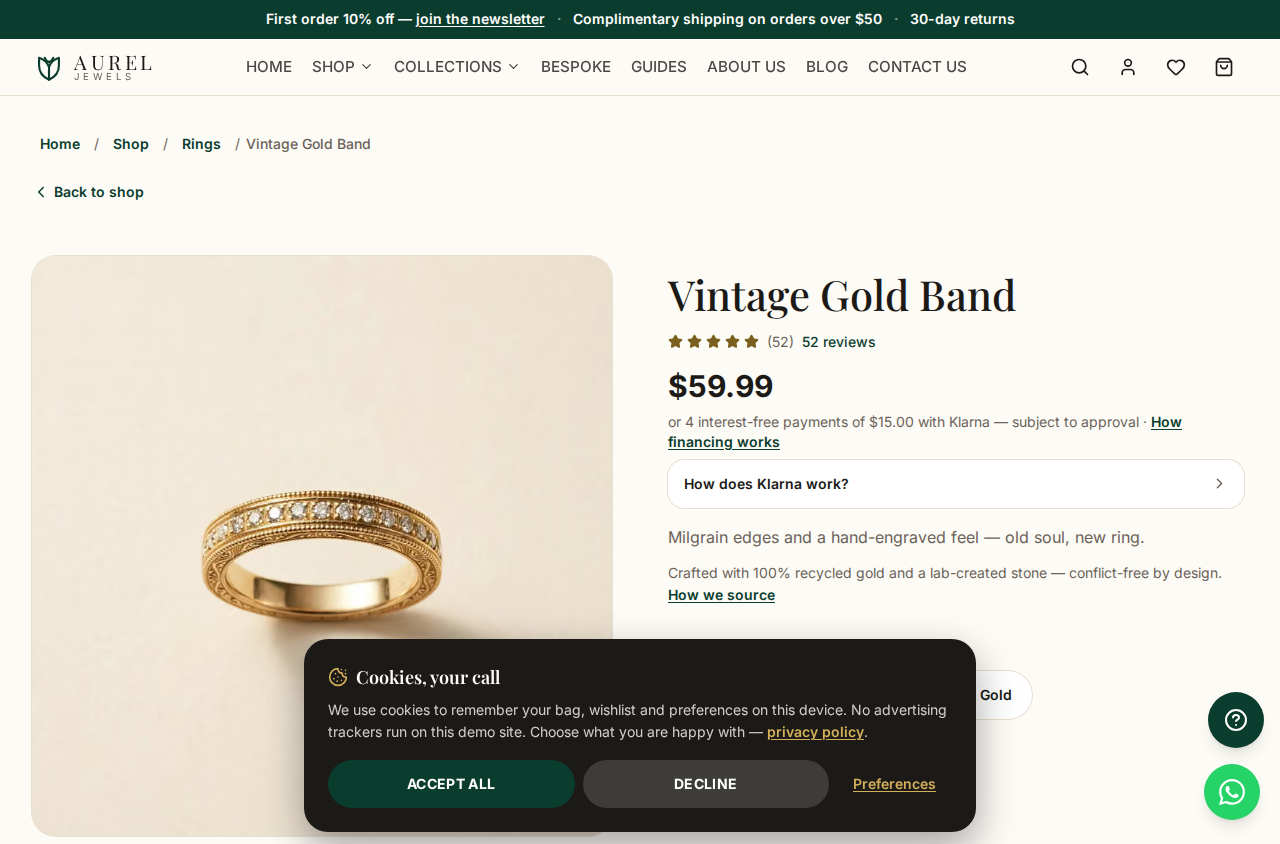 First order 10% off — join the newsletter · Complimentary shipping on orders over $50 · 30-day returns
AUREL
JEWELS
HOME SHOP COLLECTIONS BESPOKE GUIDES ABOUT US BLOG CONTACT US
Home / Shop / Rings / Vintage Gold Band
Back to shop
Vintage Gold Band
(52) 52 reviews
$59.99
or 4 interest-free payments of $15.00 with Klarna — subject to approval · How
financing works
How does Klarna work?
Milgrain edges and a hand-engraved feel — old soul, new ring.
Crafted with 100% recycled gold and a lab-created stone — conflict-free by design.
How we source
Gold
Cookies, your call
We use cookies to remember your bag, wishlist and preferences on this device. No advertising
trackers run on this demo site. Choose what you are happy with — privacy policy.
ACCEPT ALL DECLINE Preferences